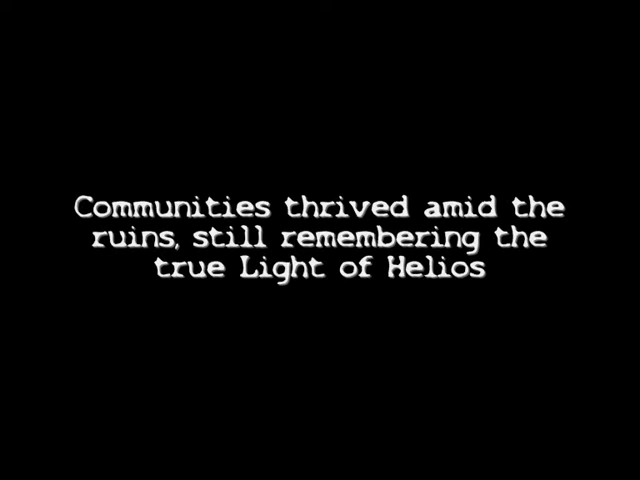 Communities thrived amid the
ruins, still remembering the
true Light of Helios